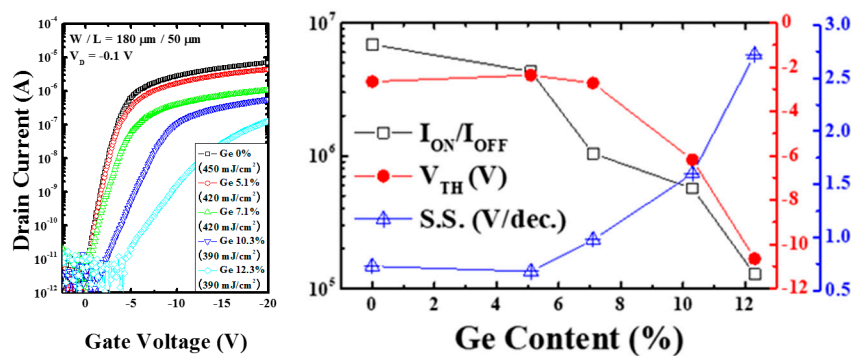 W / L = 180 μm / 50 μm
V_D = -0.1 V
10⁻³
10⁻⁴
10⁻⁵
10⁻⁶
10⁻⁷
10⁻⁸
10⁻⁹
10⁻¹⁰
10⁻¹¹
10⁻¹²
Drain Current (A)
Ge 0%
(450 mJ/cm²)
Ge 5.1%
(420 mJ/cm²)
Ge 7.1%
(420 mJ/cm²)
Ge 10.3%
(390 mJ/cm²)
Ge 12.3%
(390 mJ/cm²)
0 -5 -10 -15 -20
Gate Voltage (V)
10⁷
10⁶
10⁵
I_ON/I_OFF
V_TH (V)
S.S. (V/dec.)
0 2 4 6 8 10 12
Ge Content (%)
0
-2
-4
-6
-8
-10
-12
3.0
2.5
2.0
1.5
1.0
0.5